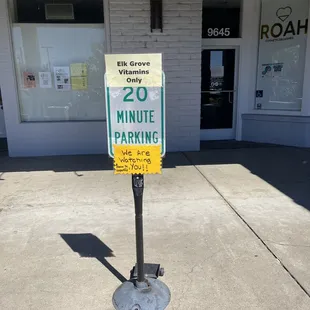 Elk Grove
Vitamins
Only
20
MINUTE
PARKING
We Are
WATCHING
You!!
9645
ROAH